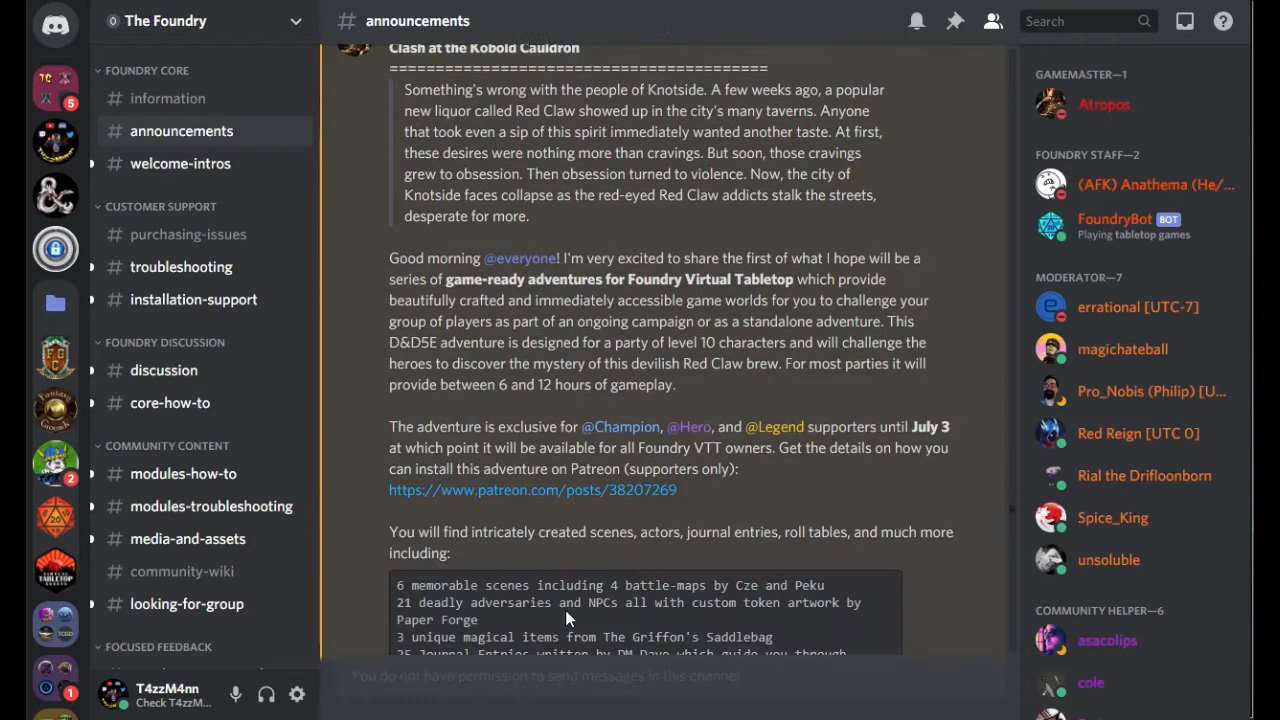 The Foundry
announcements
Search
FOUNDRY CORE
information
announcements
welcome-intros
CUSTOMER SUPPORT
purchasing-issues
troubleshooting
installation-support
FOUNDRY DISCUSSION
discussion
core-how-to
COMMUNITY CONTENT
modules-how-to
modules-troubleshooting
media-and-assets
community-wiki
looking-for-group
FOCUSED FEEDBACK
T4zzM4nn
Check T4zzM...
5
2
1
Clash at the Kobold Cauldron
=========================================
Something's wrong with the people of Knotside. A few weeks ago, a popular
new liquor called Red Claw showed up in the city's many taverns. Anyone
that took even a sip of this spirit immediately wanted another taste. At first,
these desires were nothing more than cravings. But soon, those cravings
grew to obsession. Then obsession turned to violence. Now, the city of
Knotside faces collapse as the red-eyed Red Claw addicts stalk the streets,
desperate for more.
Good morning @everyone! I'm very excited to share the first of what I hope will be a
series of game-ready adventures for Foundry Virtual Tabletop which provide
beautifully crafted and immediately accessible game worlds for you to challenge your
group of players as part of an ongoing campaign or as a standalone adventure. This
D&D5E adventure is designed for a party of level 10 characters and will challenge the
heroes to discover the mystery of this devilish Red Claw brew. For most parties it will
provide between 6 and 12 hours of gameplay.
The adventure is exclusive for @Champion, @Hero, and @Legend supporters until July 3
at which point it will be available for all Foundry VTT owners. Get the details on how you
can install this adventure on Patreon (supporters only):
https://www.patreon.com/posts/38207269
You will find intricately created scenes, actors, journal entries, roll tables, and much more
including:
6 memorable scenes including 4 battle-maps by Cze and Peku
21 deadly adversaries and NPCs all with custom token artwork by
Paper Forge
3 unique magical items from The Griffon's Saddlebag
25 Journal Entries written by DM Dave which guide you through
You do not have permission to send messages in this channel
GAMEMASTER—1
Atropos
FOUNDRY STAFF—2
(AFK) Anathema (He/...
FoundryBot BOT
Playing tabletop games
MODERATOR—7
errational [UTC-7]
magichateball
Pro_Nobis (Philip) [U...
Red Reign [UTC 0]
Rial the Drifloonborn
Spice_King
unsoluble
COMMUNITY HELPER—6
asacolips
cole